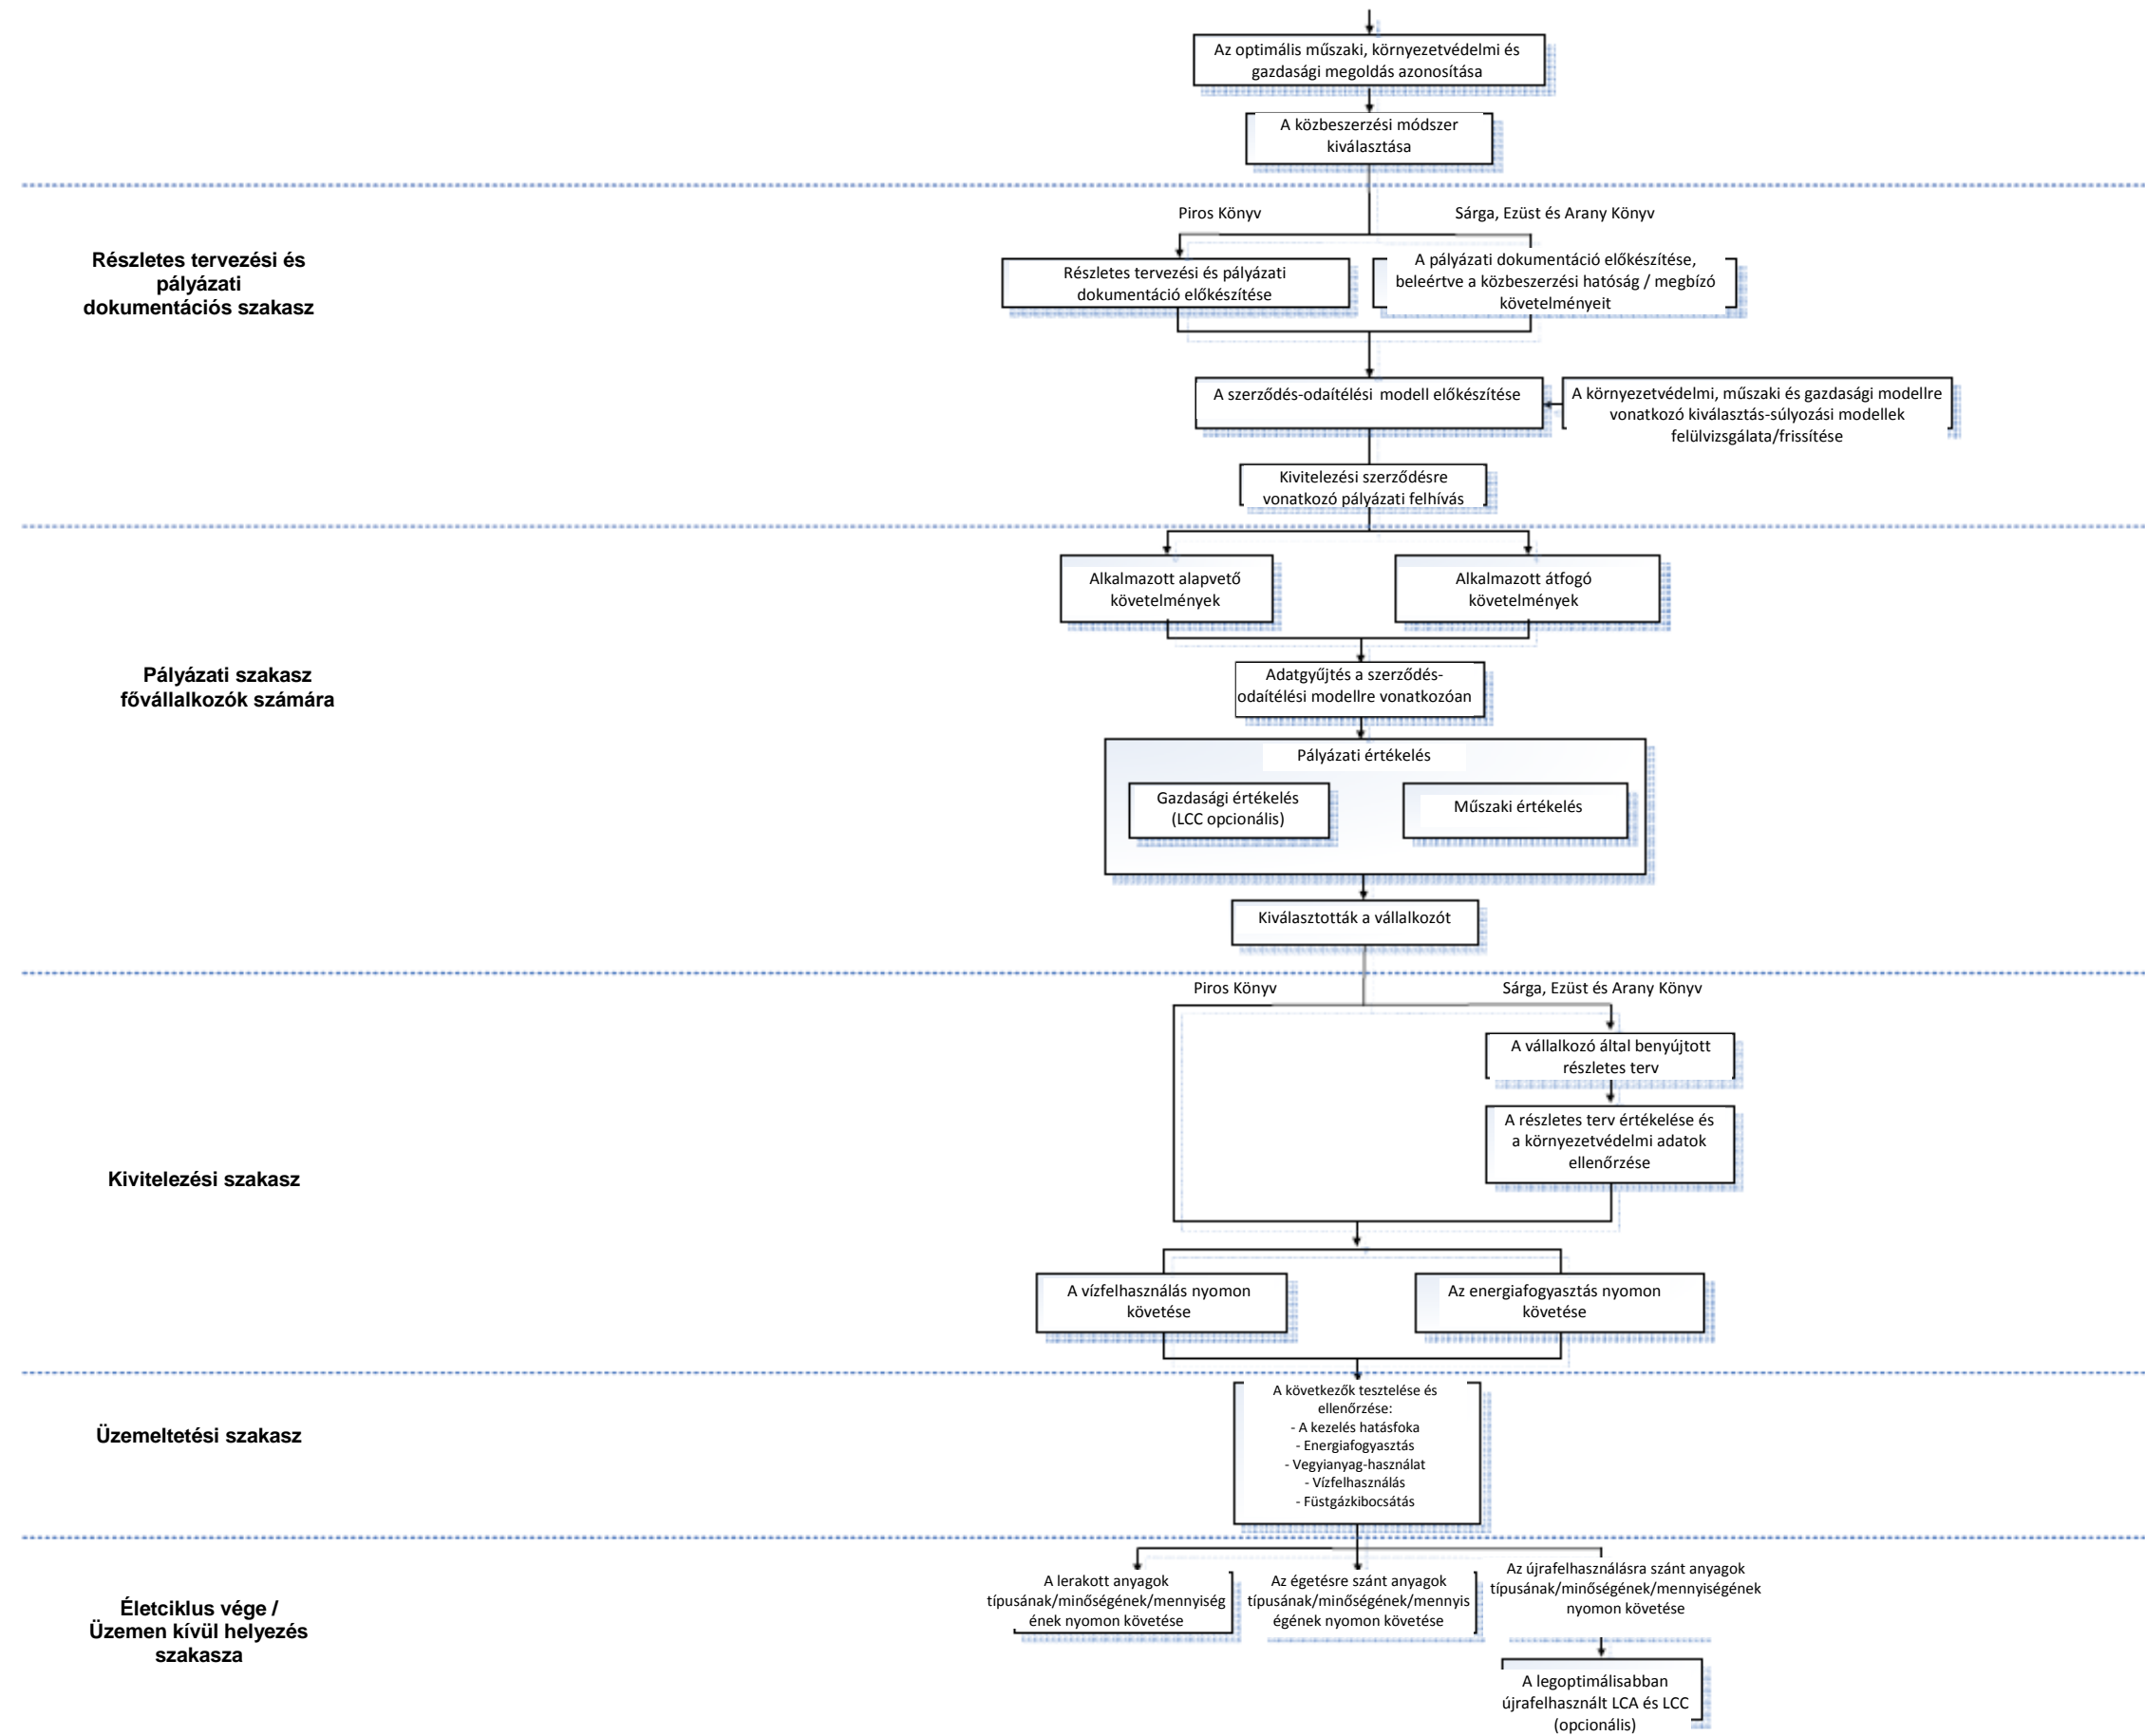 Az optimális műszaki, környezetvédelmi és
gazdasági megoldás azonosítása
A közbeszerzési módszer
kiválasztása
Részletes tervezési és
pályázati
dokumentációs szakasz
Piros Könyv
Sárga, Ezüst és Arany Könyv
Részletes tervezési és pályázati
dokumentáció előkészítése
A pályázati dokumentáció előkészítése,
beleértve a közbeszerzési hatóság / megbízó
követelményeit
A szerződés-odaítélési modell előkészítése
A környezetvédelmi, műszaki és gazdasági modellre
vonatkozó kiválasztás-súlyozási modellek
felülvizsgálata/frissítése
Kivitelezési szerződésre
vonatkozó pályázati felhívás
Pályázati szakasz
fővállalkozók számára
Alkalmazott alapvető
követelmények
Alkalmazott átfogó
követelmények
Adatgyűjtés a szerződés-
odaítélési modellre vonatkozóan
Pályázati értékelés
Gazdasági értékelés
(LCC opcionális)
Műszaki értékelés
Kiválasztották a vállalkozót
Kivitelezési szakasz
Piros Könyv
Sárga, Ezüst és Arany Könyv
A vállalkozó által benyújtott
részletes terv
A részletes terv értékelése és
a környezetvédelmi adatok
ellenőrzése
A vízfelhasználás nyomon
követése
Az energiafogyasztás nyomon
követése
Üzemeltetési szakasz
A következők tesztelése és
ellenőrzése:
- A kezelés hatásfoka
- Energiafogyasztás
- Vegyianyag-használat
- Vízfelhasználás
- Füstgázkibocsátás
Életciklus vége /
Üzemen kívül helyezés
szakasza
A lerakott anyagok
típusának/minőségének/mennyiség
ének nyomon követése
Az égetésre szánt anyagok
típusának/minőségének/mennyis
égének nyomon követése
Az újrafelhasználásra szánt anyagok
típusának/minőségének/mennyiségének
nyomon követése
A legoptimálisabban
újrafelhasznált LCA és LCC
(opcionális)